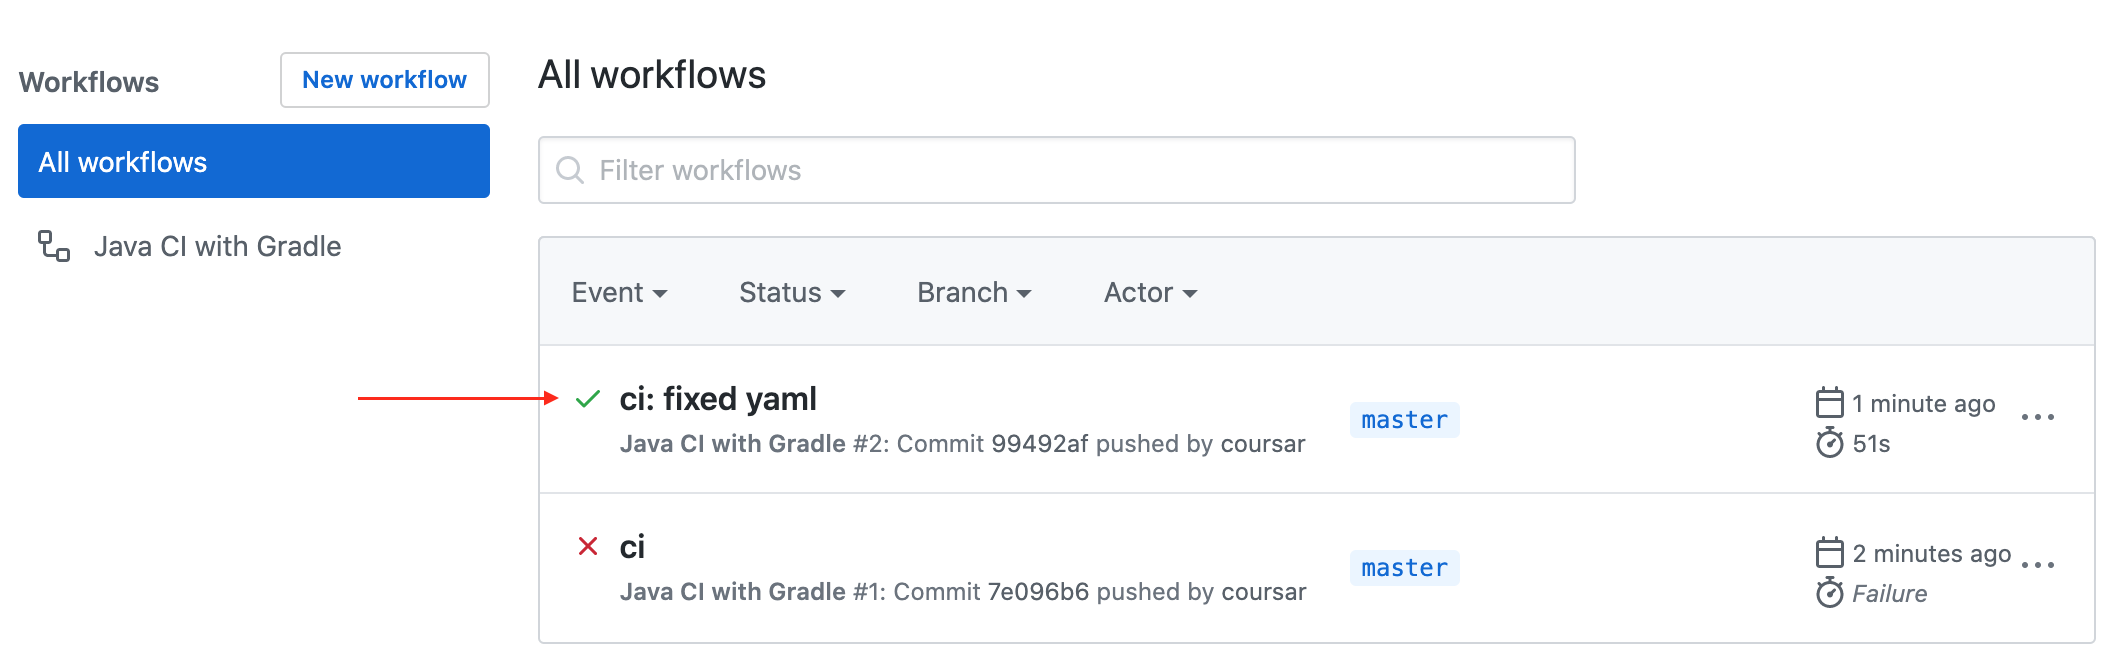 Workflows
New workflow
All workflows
Java CI with Gradle
All workflows
Filter workflows
Event Status Branch Actor
ci: fixed yaml
Java CI with Gradle #2: Commit 99492af pushed by coursar
master
1 minute ago
51s
ci
Java CI with Gradle #1: Commit 7e096b6 pushed by coursar
master
2 minutes ago
Failure